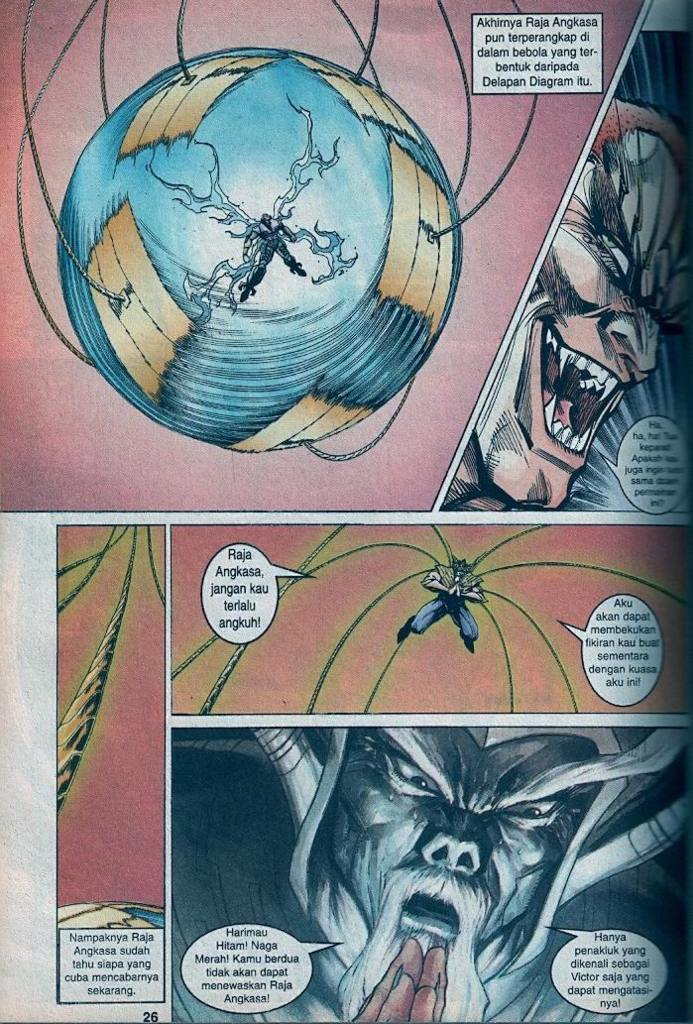 Akhirnya Raja Angkasa
pun terperangkap di
dalam bebola yang ter-
bentuk daripada
Delapan Diagram itu.
Ha,
ha, ha! Tua
keparat!
Apakah kau
juga ingin
sama dalam
permainan
ini?
Raja
Angkasa,
jangan kau
terlalu
angkuh!
Aku
akan dapat
membekukan
fikiran kau buat
sementara
dengan kuasa
aku ini!
Nampaknya Raja
Angkasa sudah
tahu siapa yang
cuba mencabarnya
sekarang.
Harimau
Hitam! Naga
Merah! Kamu berdua
tidak akan dapat
menewaskan Raja
Angkasa!
Hanya
penakluk yang
dikenali sebagai
Victor saja yang
dapat mengatasi-
nya!
26